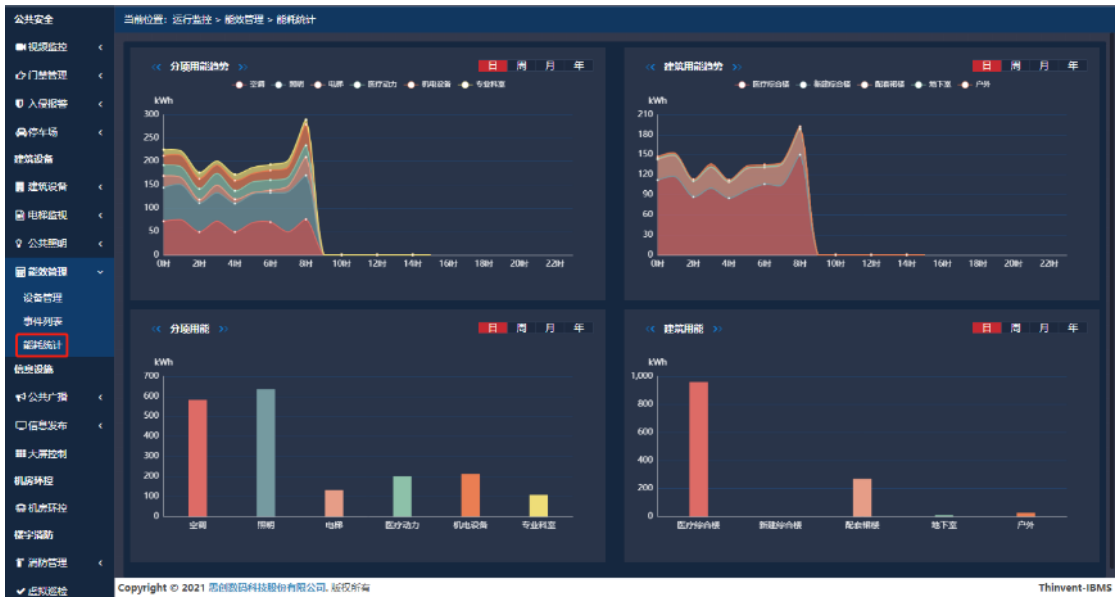 公共安全
视频监控
门禁管理
入侵报警
停车场
建筑设备
建筑设备
电梯监视
公共照明
能效管理
设备管理
事件列表
能耗统计
信息设施
公共广播
信息发布
大屏控制
机房环控
机房环控
楼宇消防
消防管理
虚拟巡检
当前位置：运行监控 > 能效管理 > 能耗统计
分项用能趋势
日 周 月 年
空调 照明 电梯 医疗动力 机电设备 专业科室
kWh
300
250
200
150
100
50
0
0时 2时 4时 6时 8时 10时 12时 14时 16时 18时 20时 22时
建筑用能趋势
日 周 月 年
医疗综合楼 新建综合楼 配套裙楼 地下室 户外
kWh
210
180
150
120
90
60
30
0
0时 2时 4时 6时 8时 10时 12时 14时 16时 18时 20时 22时
分项用能
日 周 月 年
kWh
700
600
500
400
300
200
100
0
空调 照明 电梯 医疗动力 机电设备 专业科室
建筑用能
日 周 月 年
kWh
1,000
800
600
400
200
0
医疗综合楼 新建综合楼 配套裙楼 地下室 户外
Copyright © 2021 思创数码科技股份有限公司. 版权所有
Thinvent-IBMS